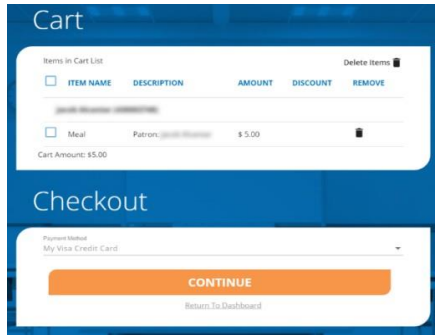 Cart
Items in Cart List Delete Items
ITEM NAME DESCRIPTION AMOUNT DISCOUNT REMOVE
Meal Patron: $ 5.00
Cart Amount: $5.00
Checkout
Payment Method
My Visa Credit Card
CONTINUE
Return To Dashboard